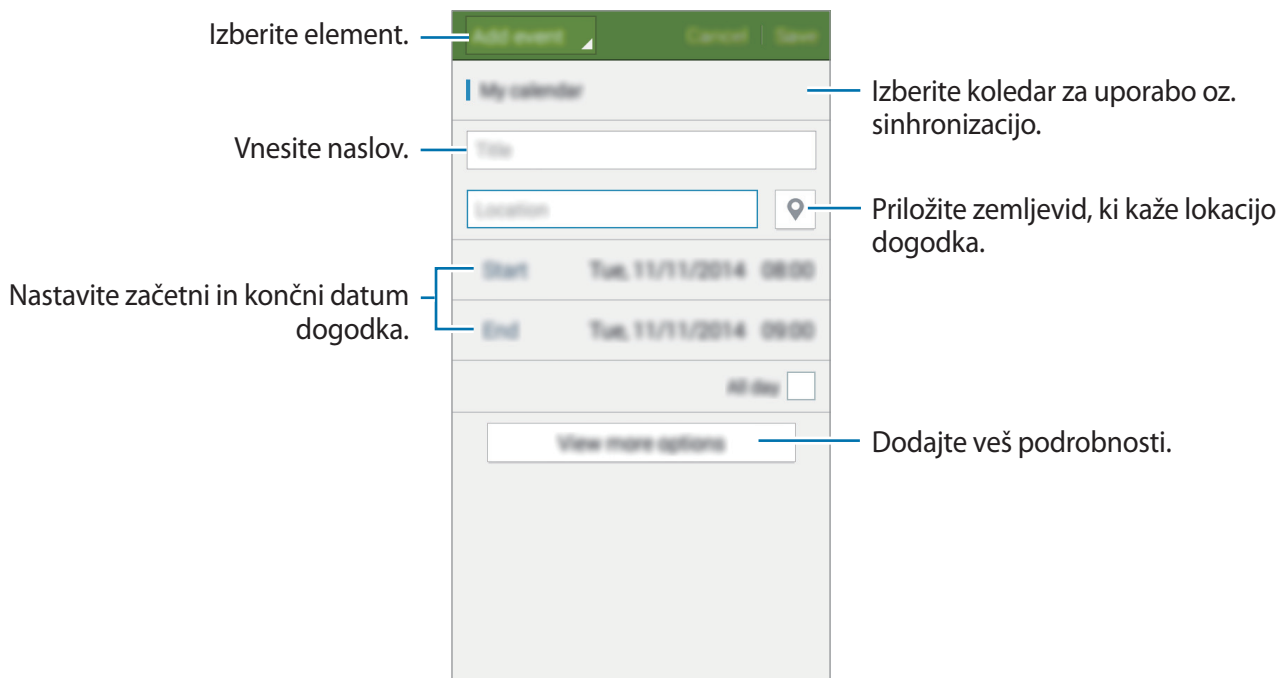 Izberite element.
Add event
Cancel
Save
My calendar
Izberite koledar za uporabo oz.
sinhronizacijo.
Vnesite naslov.
Title
Location
Priložite zemljevid, ki kaže lokacijo
dogodka.
Start Tue, 11/11/2014 08:00
Nastavite začetni in končni datum
dogodka.
End Tue, 11/11/2014 09:00
All day
View more options
Dodajte veš podrobnosti.